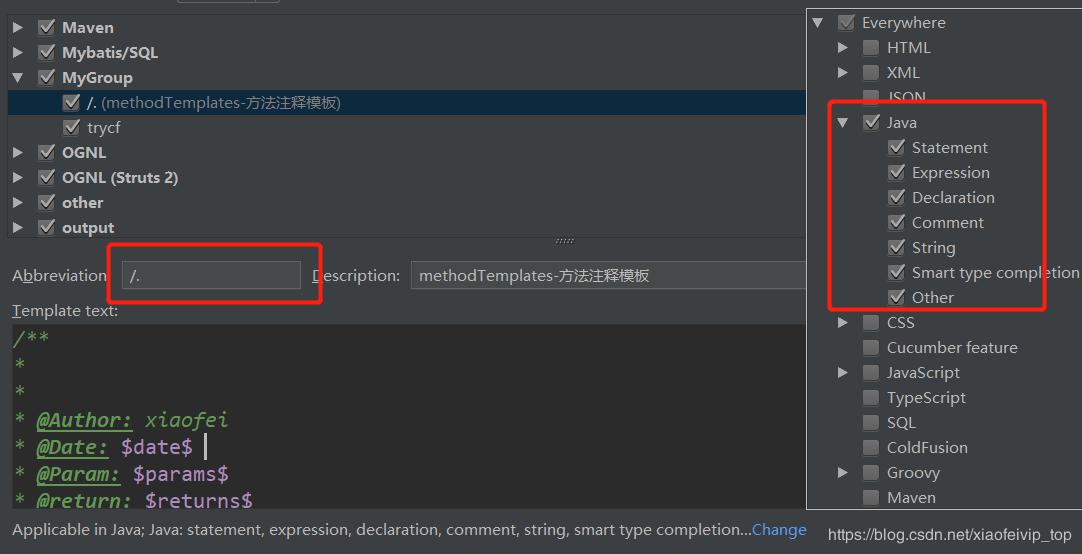 Maven
Mybatis/SQL
MyGroup
/. (methodTemplates-方法注释模板)
trycf
OGNL
OGNL (Struts 2)
other
output
Abbreviation
/.
Description:
methodTemplates-方法注释模板
Template text:
/**
*
*
* @Author: xiaofei
* @Date: $date$
* @Param: $params$
* @return: $returns$
Applicable in Java; Java: statement, expression, declaration, comment, string, smart type completion...Change
Everywhere
HTML
XML
JSON
Java
Statement
Expression
Declaration
Comment
String
Smart type completion
Other
CSS
Cucumber feature
JavaScript
TypeScript
SQL
ColdFusion
Groovy
Maven
https://blog.csdn.net/xiaofeivip_top